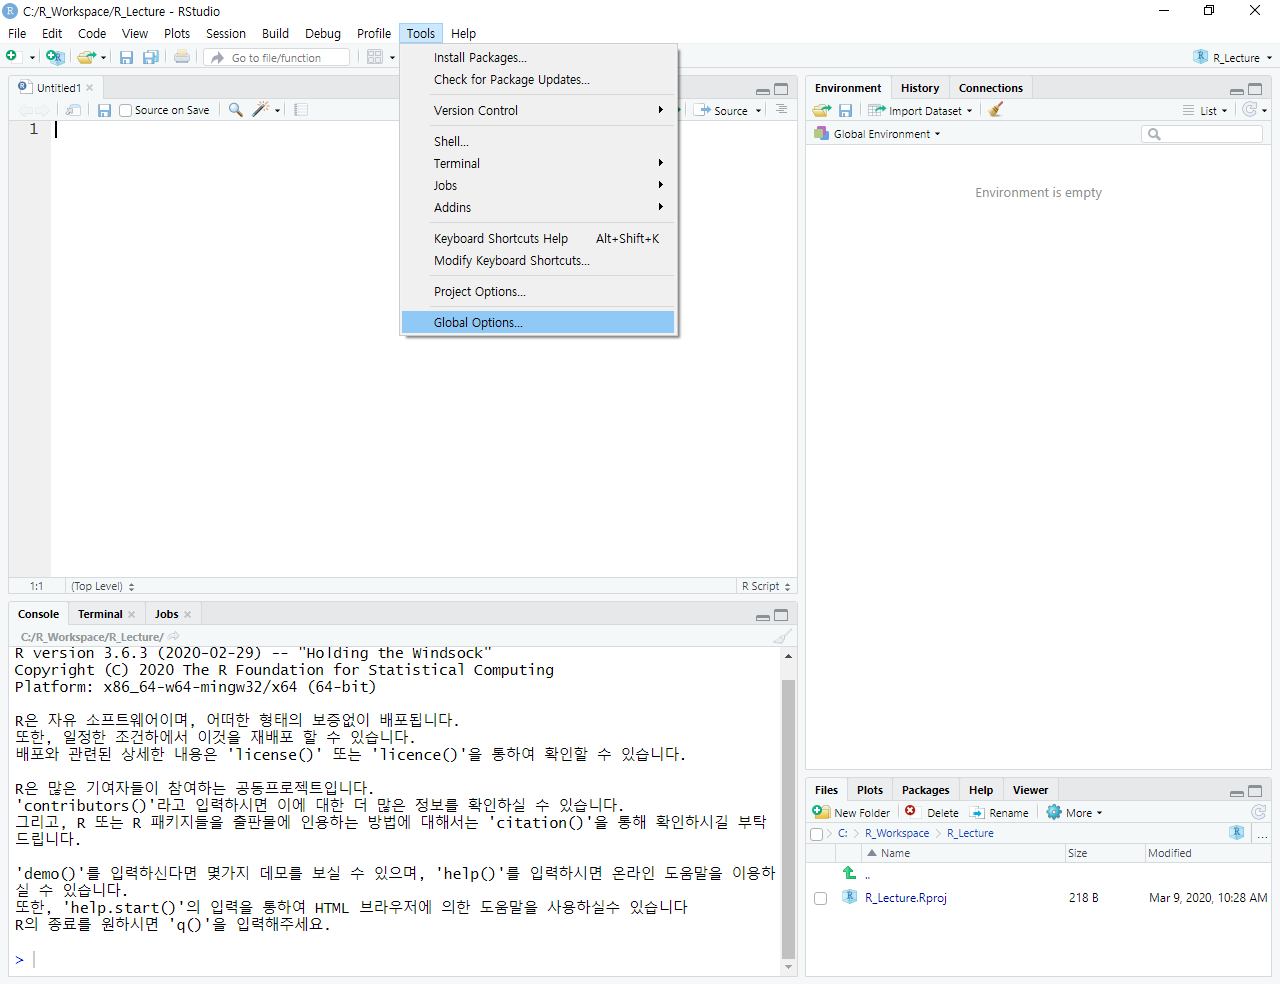 C:/R_Workspace/R_Lecture - RStudio
File Edit Code View Plots Session Build Debug Profile Tools Help
Go to file/function
R_Lecture
Install Packages...
Check for Package Updates...
Version Control
Shell...
Terminal
Jobs
Addins
Keyboard Shortcuts Help Alt+Shift+K
Modify Keyboard Shortcuts...
Project Options...
Global Options...
Untitled1
Source on Save
Source
1
1:1 (Top Level) R Script
Console Terminal Jobs
C:/R_Workspace/R_Lecture/
R version 3.6.3 (2020-02-29) -- "Holding the Windsock"
Copyright (C) 2020 The R Foundation for Statistical Computing
Platform: x86_64-w64-mingw32/x64 (64-bit)
R은 자유 소프트웨어이며, 어떠한 형태의 보증없이 배포됩니다.
또한, 일정한 조건하에서 이것을 재배포 할 수 있습니다.
배포와 관련된 상세한 내용은 'license()' 또는 'licence()'을 통하여 확인할 수 있습니다.
R은 많은 기여자들이 참여하는 공동프로젝트입니다.
'contributors()'라고 입력하시면 이에 대한 더 많은 정보를 확인하실 수 있습니다.
그리고, R 또는 R 패키지들을 출판물에 인용하는 방법에 대해서는 'citation()'을 통해 확인하시길 부탁
드립니다.
'demo()'를 입력하신다면 몇가지 데모를 보실 수 있으며, 'help()'를 입력하시면 온라인 도움말을 이용하
실 수 있습니다.
또한, 'help.start()'의 입력을 통하여 HTML 브라우저에 의한 도움말을 사용하실수 있습니다
R의 종료를 원하시면 'q()'을 입력해주세요.
>
Environment History Connections
Import Dataset List
Global Environment
Environment is empty
Files Plots Packages Help Viewer
New Folder Delete Rename More
C: > R_Workspace > R_Lecture ...
Name Size Modified
..
R_Lecture.Rproj 218 B Mar 9, 2020, 10:28 AM